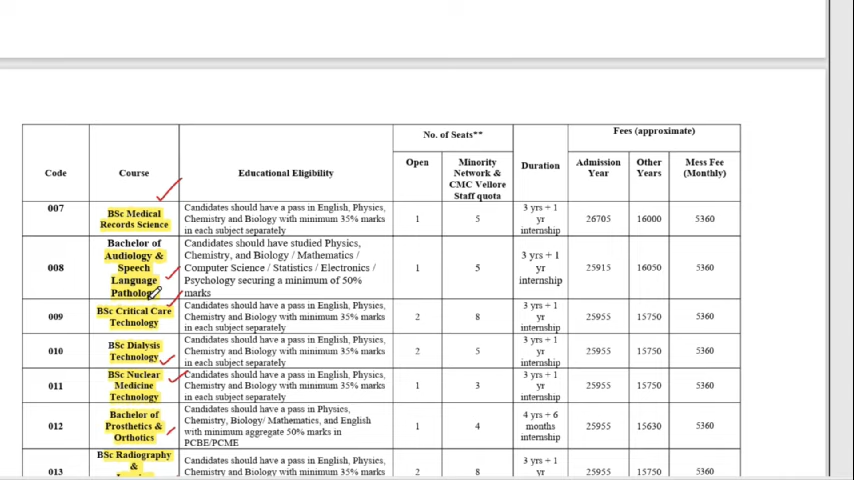 No. of Seats**
Fees (approximate)
Code
Course
Educational Eligibility
Open
Minority
Network &
CMC Vellore
Staff quota
Duration
Admission
Year
Other
Years
Mess Fee
(Monthly)
007
BSc Medical
Records Science
Candidates should have a pass in English, Physics,
Chemistry and Biology with minimum 35% marks
in each subject separately
1
5
3 yrs + 1
yr
internship
26705
16000
5360
008
Bachelor of
Audiology &
Speech
Language
Pathology
Candidates should have studied Physics,
Chemistry, and Biology / Mathematics /
Computer Science / Statistics / Electronics /
Psychology securing a minimum of 50%
marks
1
5
3 yrs + 1
yr
internship
25915
16050
5360
009
BSc Critical Care
Technology
Candidates should have a pass in English, Physics,
Chemistry and Biology with minimum 35% marks
in each subject separately
2
8
3 yrs + 1
yr
internship
25955
15750
5360
010
BSc Dialysis
Technology
Candidates should have a pass in English, Physics,
Chemistry and Biology with minimum 35% marks
in each subject separately
2
5
3 yrs + 1
yr
internship
25955
15750
5360
011
BSc Nuclear
Medicine
Technology
Candidates should have a pass in English, Physics,
Chemistry and Biology with minimum 35% marks
in each subject separately
1
3
3 yrs + 1
yr
internship
25955
15750
5360
012
Bachelor of
Prosthetics &
Orthotics
Candidates should have a pass in Physics,
Chemistry, Biology/ Mathematics, and English
with minimum aggregate 50% marks in
PCBE/PCME
1
4
4 yrs + 6
months
internship
25955
15630
5360
013
BSc Radiography
&
Candidates should have a pass in English, Physics,
Chemistry and Biology with minimum 35% marks
2
8
3 yrs + 1
yr
25955
15750
5360